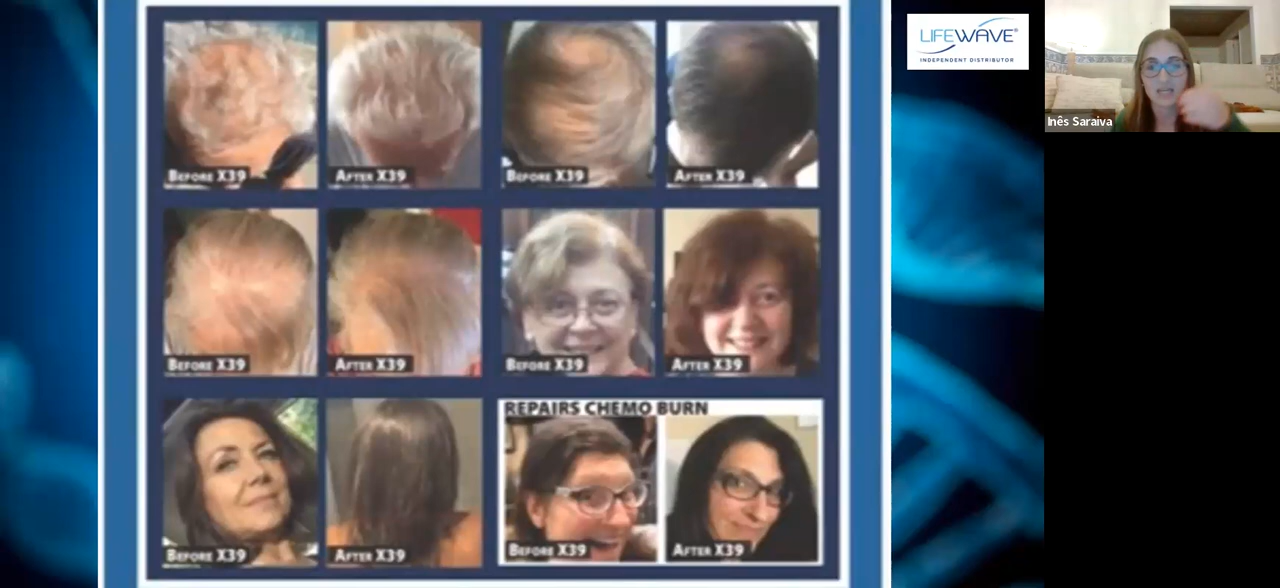 LIFEWAVE®
INDEPENDENT DISTRIBUTOR
Inês Saraiva
BEFORE X39
AFTER X39
BEFORE X39
AFTER X39
BEFORE X39
AFTER X39
BEFORE X39
AFTER X39
BEFORE X39
AFTER X39
REPAIRS CHEMO BURN
BEFORE X39
AFTER X39